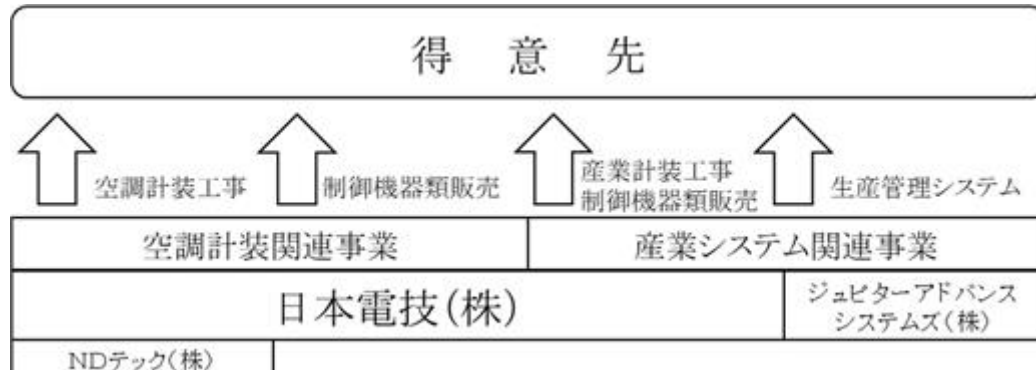 得 意 先
空調計装工事
制御機器類販売
産業計装工事
制御機器類販売
生産管理システム
空調計装関連事業
産業システム関連事業
日本電技(株)
ジュピターアドバンス
システムズ(株)
NDテック(株)